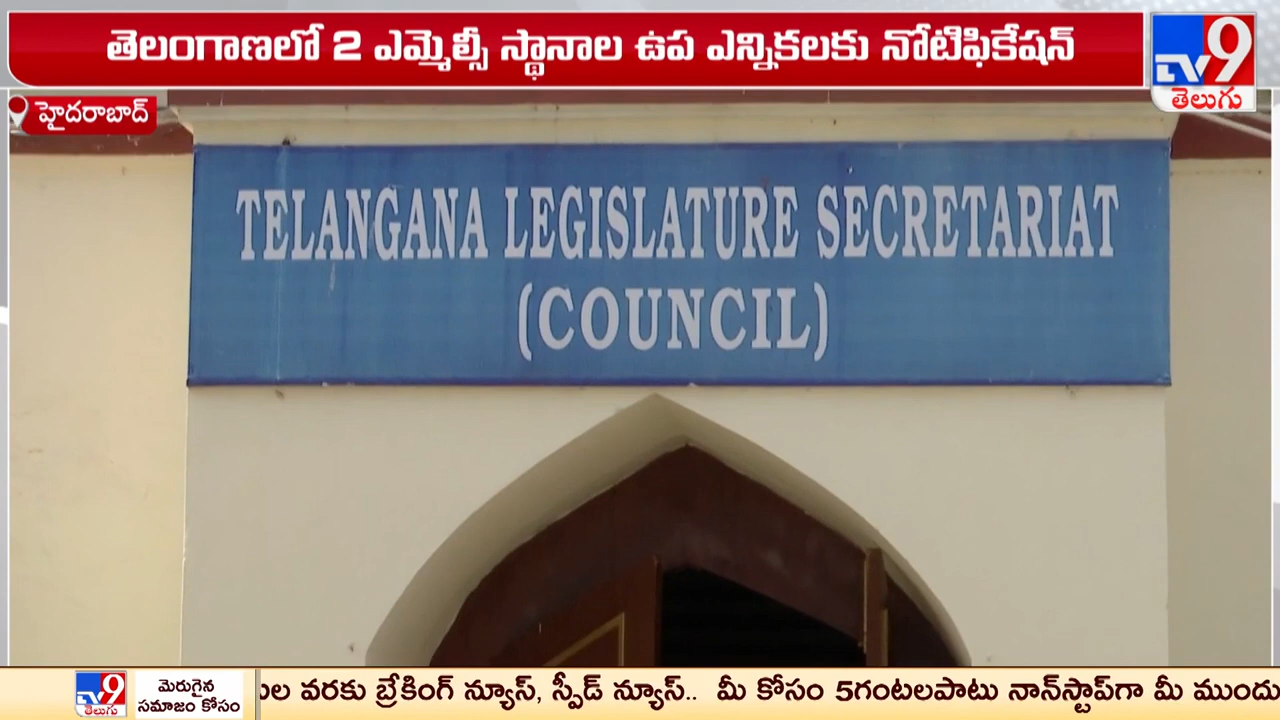 తెలంగాణలో 2 ఎమ్మెల్సీ స్థానాల ఉప ఎన్నికలకు నోటిఫికేషన్
TV9
తెలుగు
హైదరాబాద్
TELANGANA LEGISLATURE SECRETARIAT
(COUNCIL)
TV9
తెలుగు
మెరుగైన
సమాజం కోసం
వరకు బ్రేకింగ్ న్యూస్, స్పీడ్ న్యూస్.. మీ కోసం 5గంటలపాటు నాన్‌స్టాప్‌గా మీ ముందు